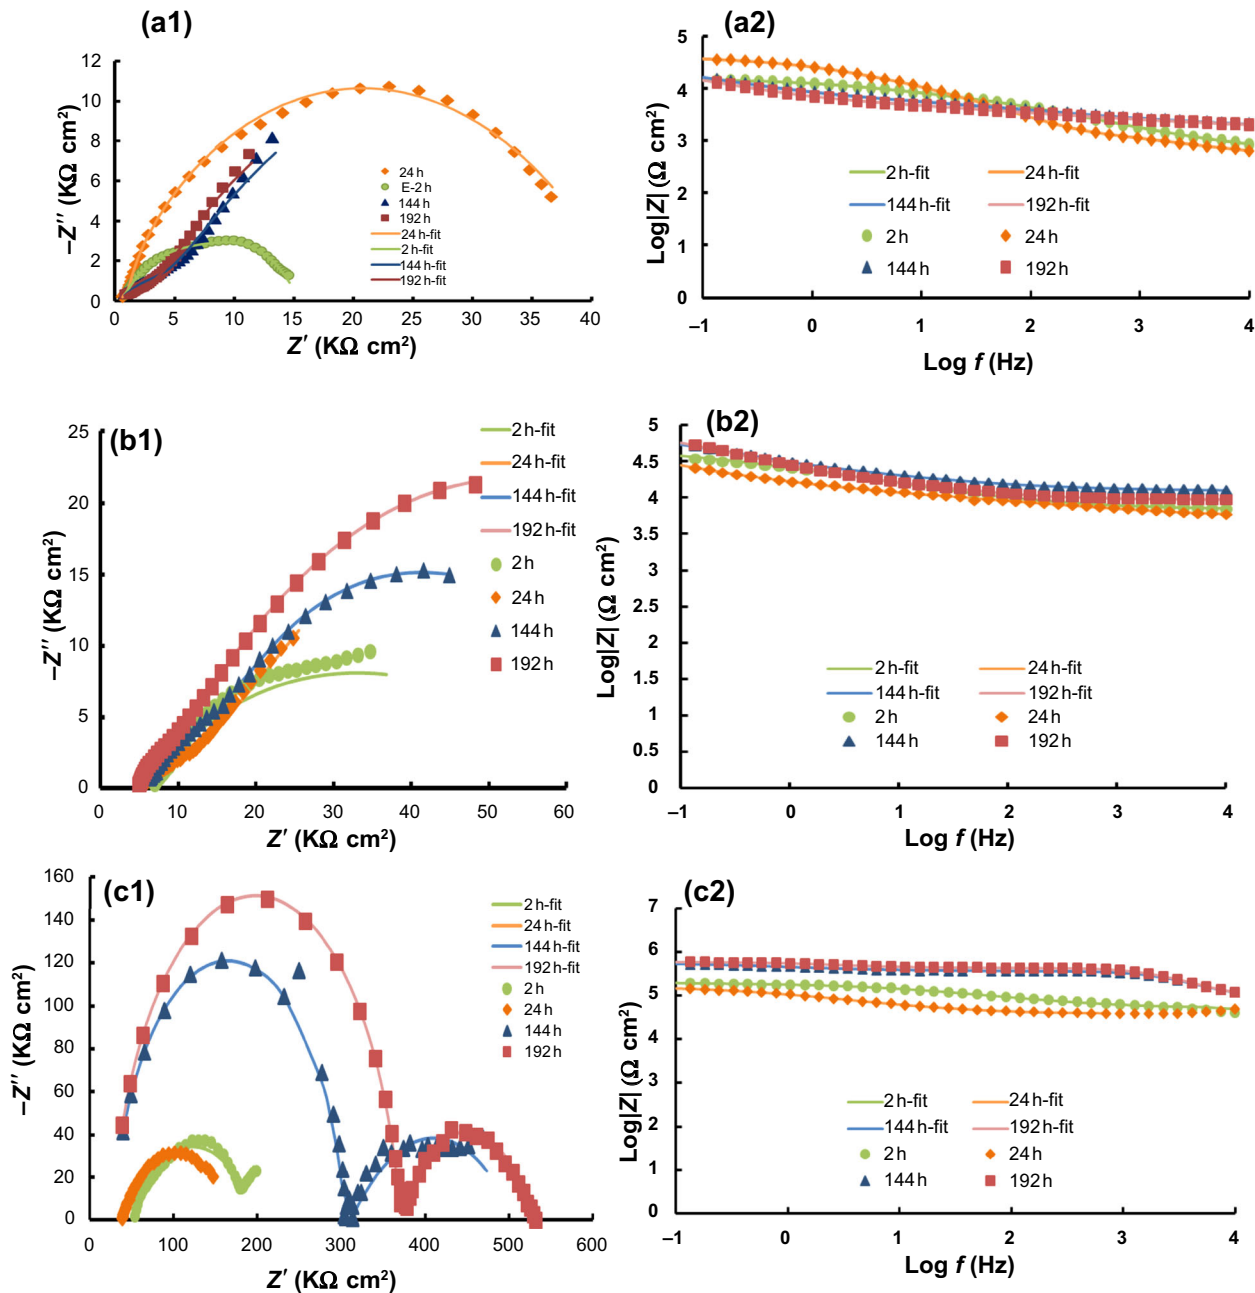 (a1)
12
10
8
6
4
2
0
0 5 10 15 20 25 30 35 40
−Z″ (KΩ cm²)
Z′ (KΩ cm²)
24 h
E-2 h
144 h
192 h
24 h-fit
2 h-fit
144 h-fit
192 h-fit
(a2)
5
4
3
2
1
0
−1 0 1 2 3 4
Log|Z| (Ω cm²)
Log f (Hz)
2 h-fit 24 h-fit
144 h-fit 192 h-fit
2 h 24 h
144 h 192 h
(b1)
25
20
15
10
5
0
0 10 20 30 40 50 60
−Z″ (KΩ cm²)
Z′ (KΩ cm²)
2 h-fit
24 h-fit
144 h-fit
192 h-fit
2 h
24 h
144 h
192 h
(b2)
5
4.5
4
3.5
3
2.5
2
1.5
1
0.5
0
−1 0 1 2 3 4
Log|Z| (Ω cm²)
Log f (Hz)
2 h-fit 24 h-fit
144 h-fit 192 h-fit
2 h 24 h
144 h 192 h
(c1)
160
140
120
100
80
60
40
20
0
0 100 200 300 400 500 600
−Z″ (KΩ cm²)
Z′ (KΩ cm²)
2 h-fit
24 h-fit
144 h-fit
192 h-fit
2 h
24 h
144 h
192 h
(c2)
7
6
5
4
3
2
1
0
−1 0 1 2 3 4
Log|Z| (Ω cm²)
Log f (Hz)
2 h-fit 24 h-fit
144 h-fit 192 h-fit
2 h 24 h
144 h 192 h